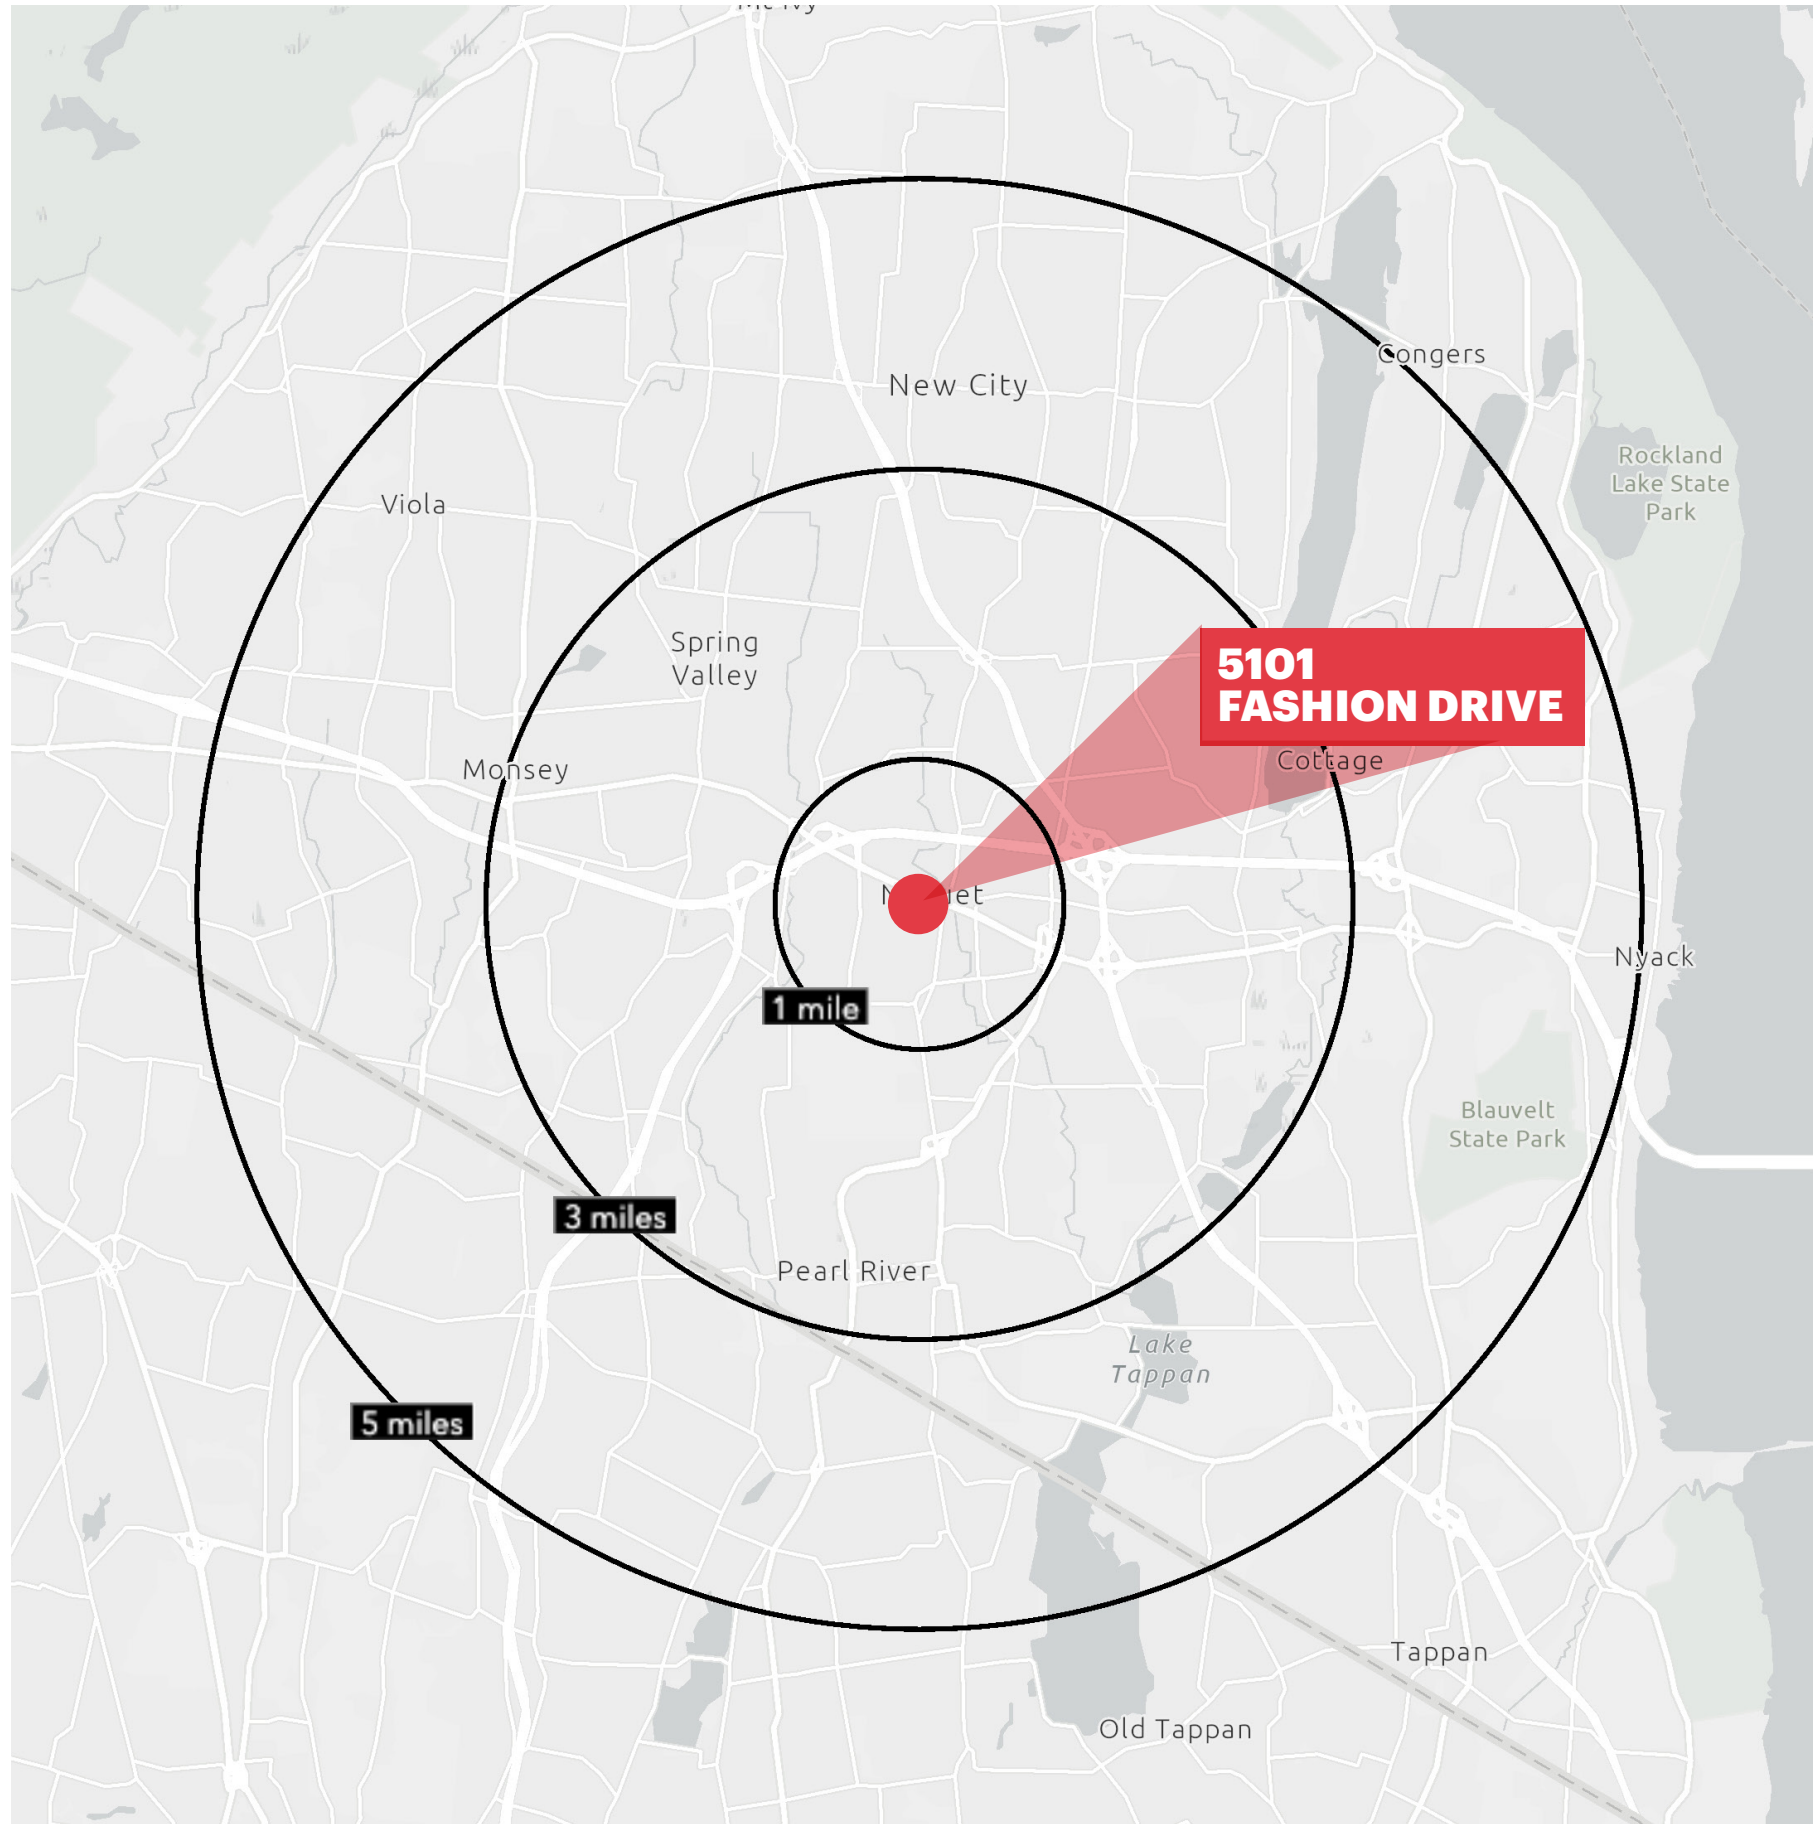 New City
Congers
Rockland
Lake State
Park
Viola
Spring
Valley
5101
FASHION DRIVE
Cottage
Monsey
Nyack
1 mile
Blauvelt
State Park
3 miles
Pearl River
Lake
Tappan
5 miles
Tappan
Old Tappan